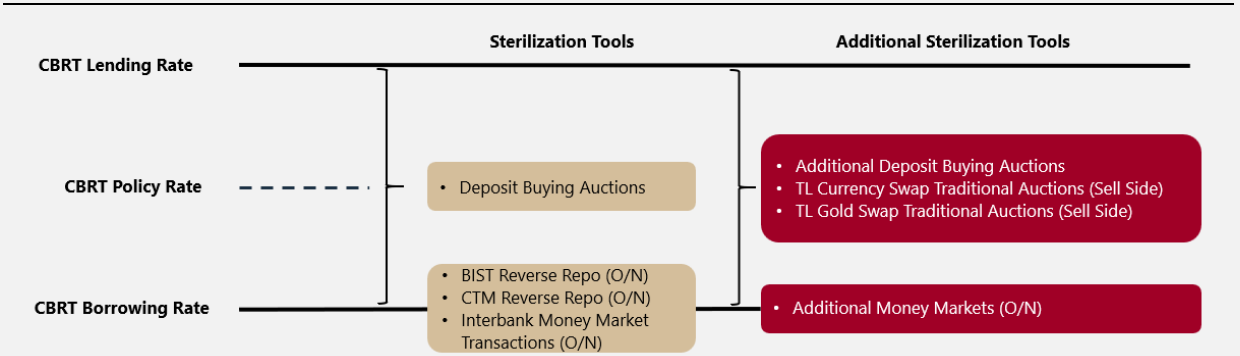 Sterilization Tools
Additional Sterilization Tools
CBRT Lending Rate
CBRT Policy Rate
• Deposit Buying Auctions
• Additional Deposit Buying Auctions
• TL Currency Swap Traditional Auctions (Sell Side)
• TL Gold Swap Traditional Auctions (Sell Side)
CBRT Borrowing Rate
• BIST Reverse Repo (O/N)
• CTM Reverse Repo (O/N)
• Interbank Money Market
Transactions (O/N)
• Additional Money Markets (O/N)